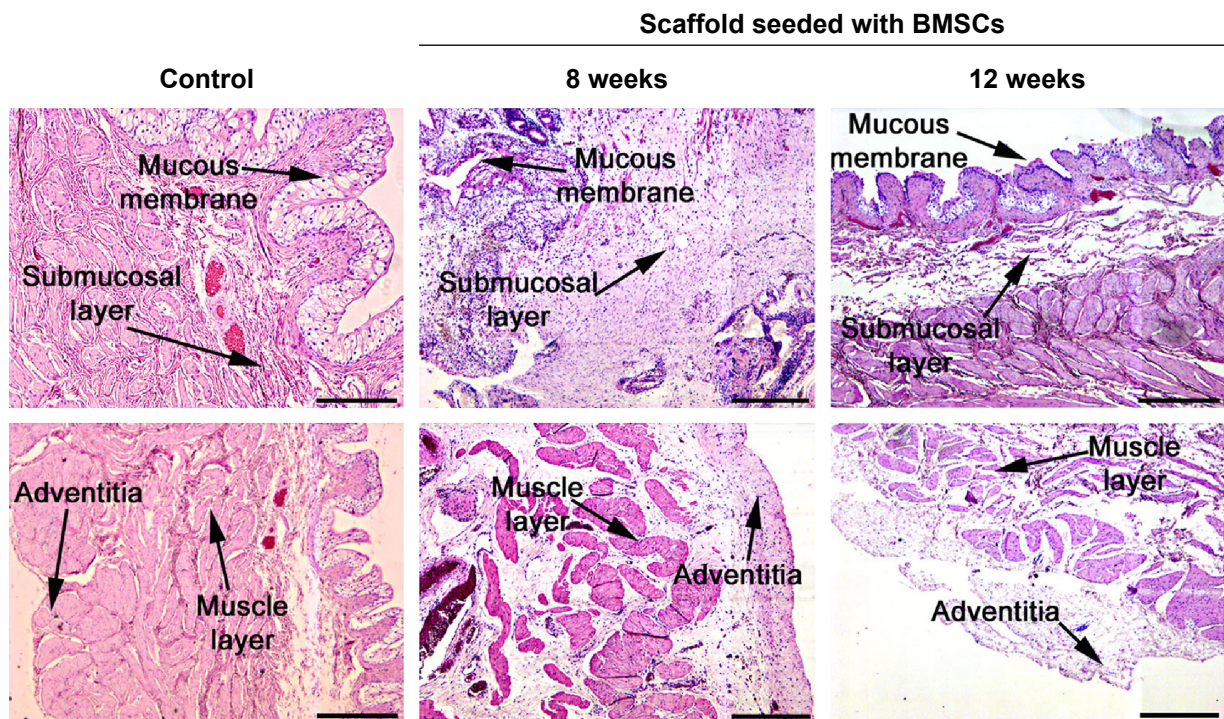 Scaffold seeded with BMSCs
Control
8 weeks
12 weeks
Mucous
membrane
Submucosal
layer
Mucous
membrane
Submucosal
layer
Mucous
membrane
Submucosal
layer
Adventitia
Muscle
layer
Muscle
layer
Adventitia
Muscle
layer
Adventitia